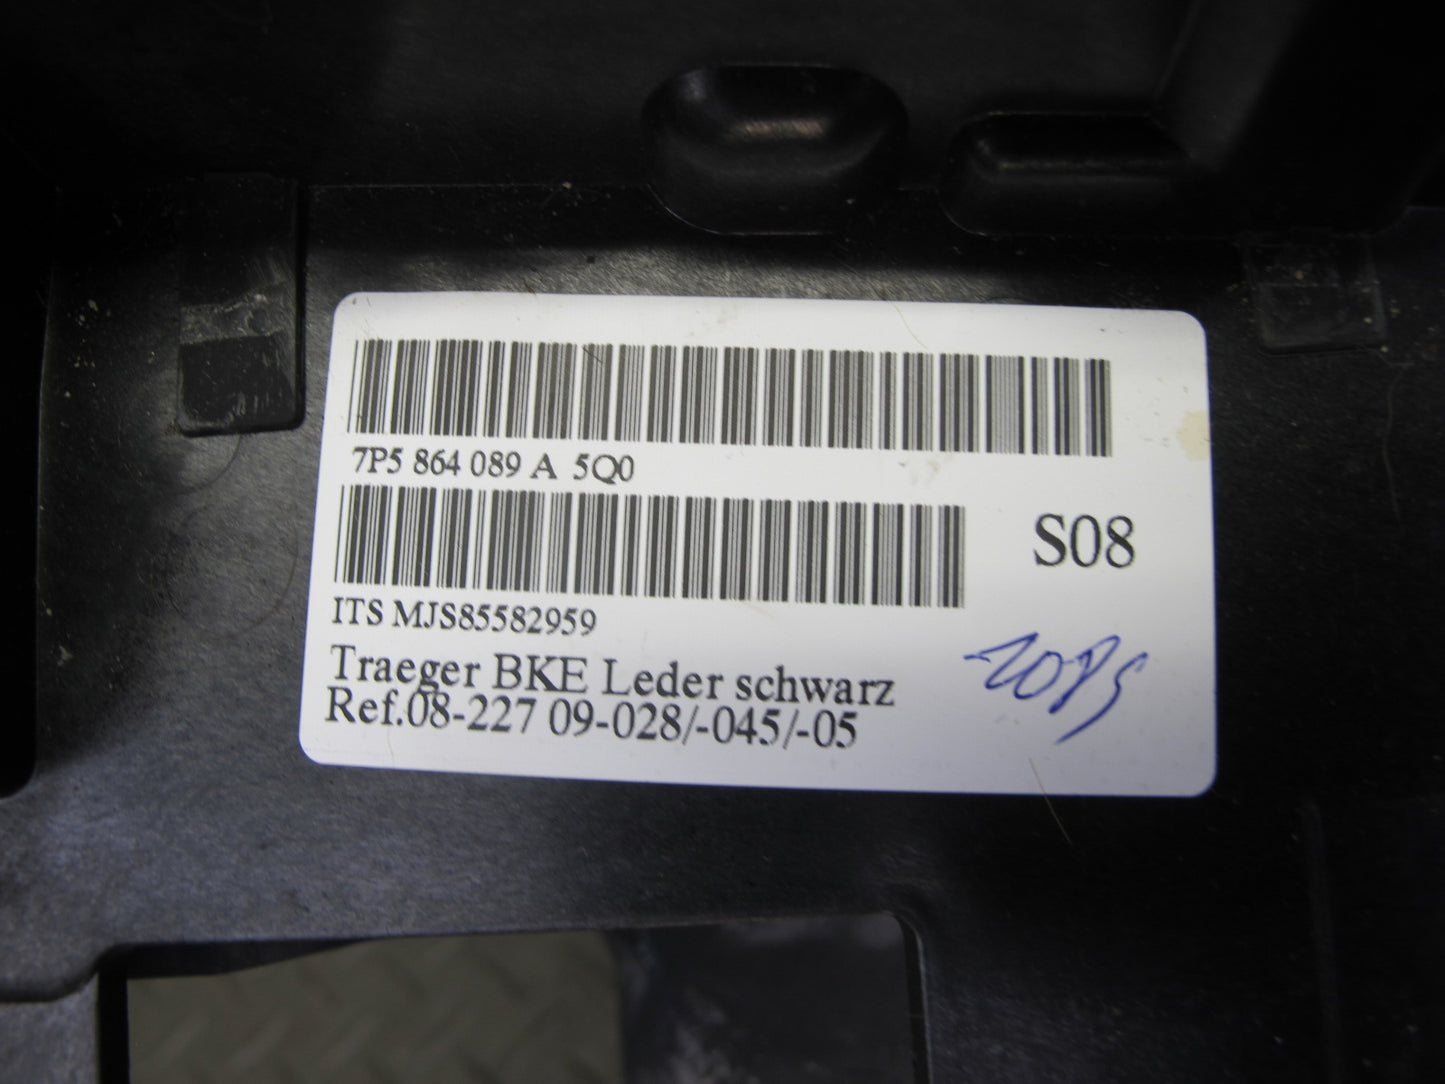 7P5 864 089 A 5Q0
S08
ITS MJS85582959
Traeger BKE Leder schwarz
Ref.08-227 09-028/-045/-05